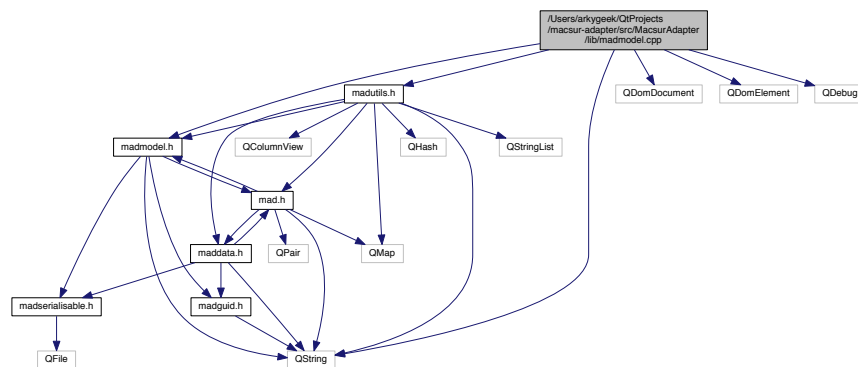 /Users/arkygeek/QtProjects
/macsur-adapter/src/MacsurAdapter
/lib/madmodel.cpp
madutils.h
QDomDocument
QDomElement
QDebug
madmodel.h
QColumnView
QHash
QStringList
mad.h
maddata.h
QPair
QMap
madserialisable.h
madguid.h
QFile
QString